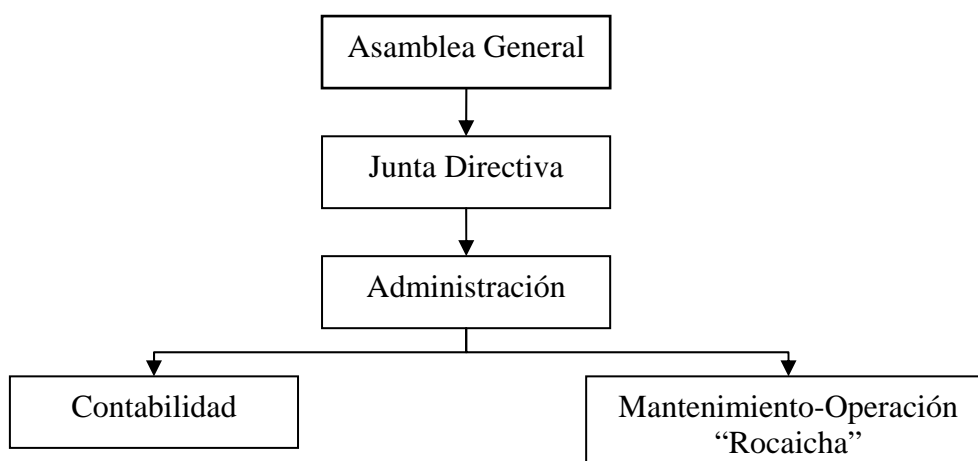 Asamblea General
Junta Directiva
Administración
Contabilidad
Mantenimiento-Operación
“Rocaicha”